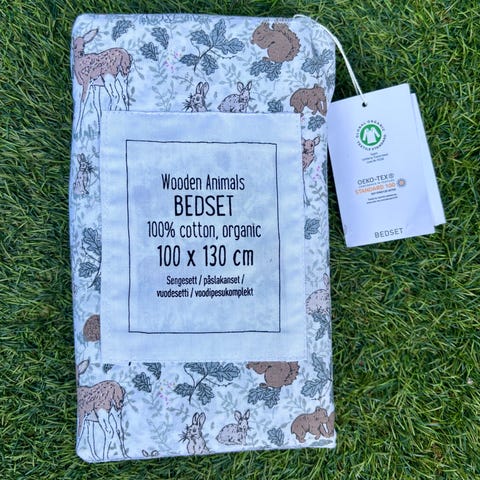 Wooden Animals
BEDSET
100% cotton, organic
100 x 130 cm
Sengesett / påslakanset /
vuodesetti / voodipesukomplekt
OEKO-TEX®
STANDARD 100
BEDSET